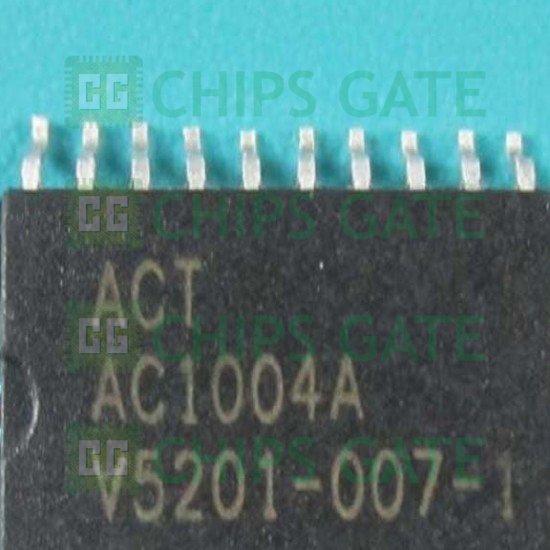 CHIPS GATE
CHIPS GATE
ACT
CHIPS GATE
AC1004A
CHIPS GATE
V5201-007-1